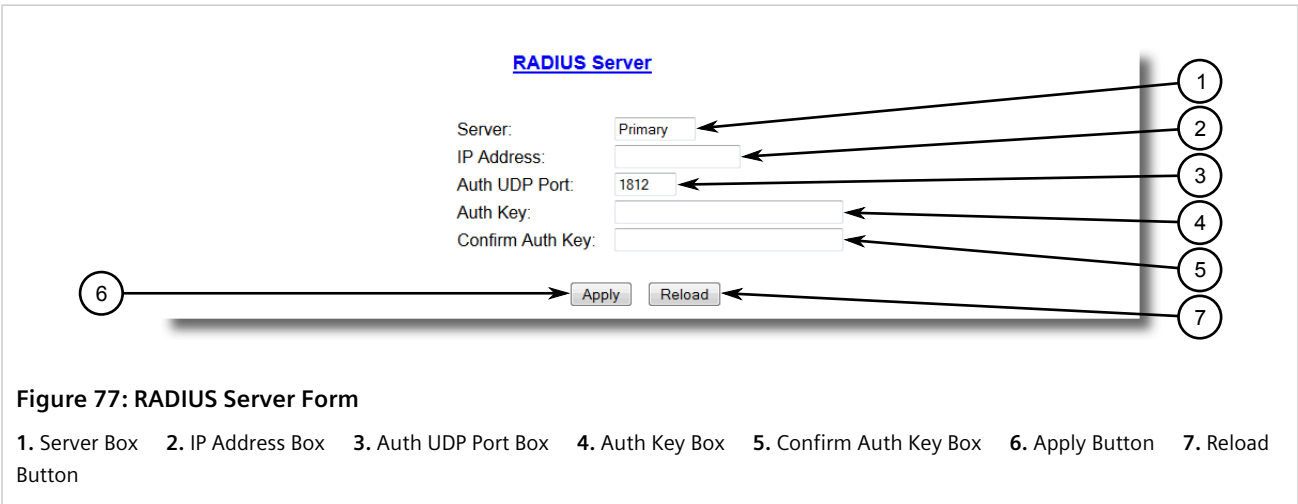 RADIUS Server
1
Server: Primary
2
IP Address:
3
Auth UDP Port: 1812
Auth Key:
4
Confirm Auth Key:
5
6
Apply Reload
7
Figure 77: RADIUS Server Form
1. Server Box 2. IP Address Box 3. Auth UDP Port Box 4. Auth Key Box 5. Confirm Auth Key Box 6. Apply Button 7. Reload
Button